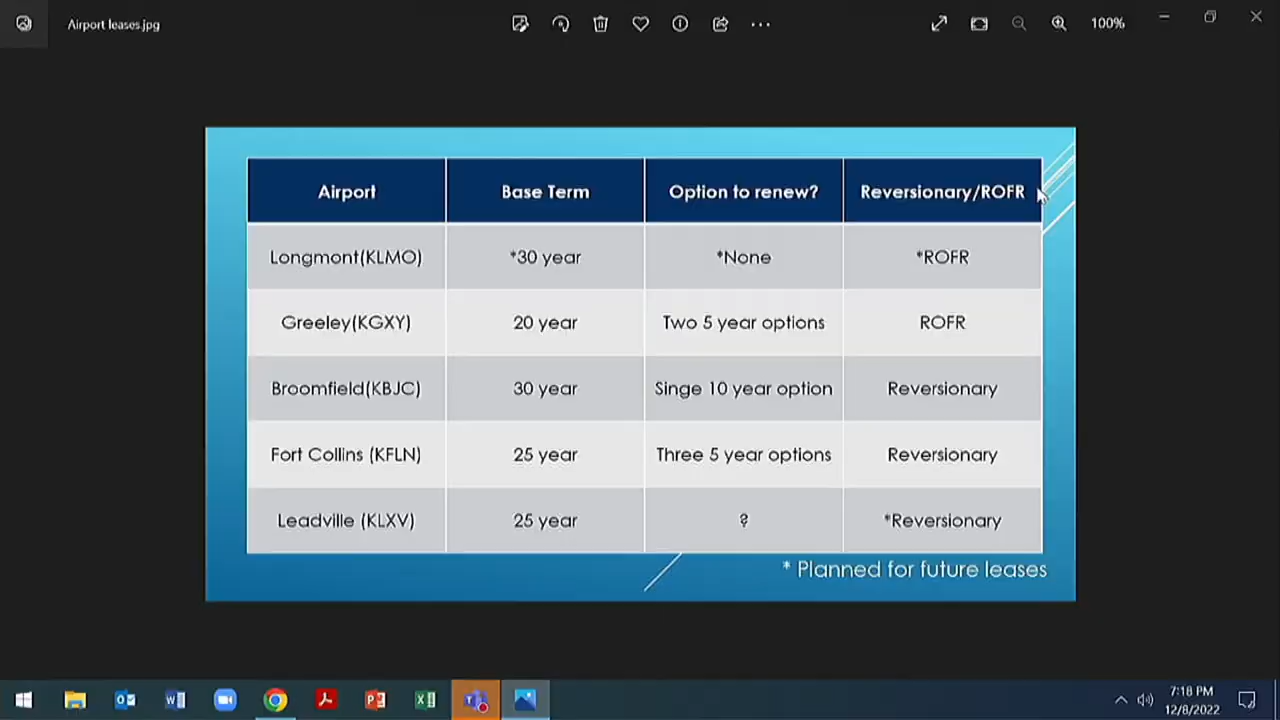 Airport leases.jpg
100%
Airport Base Term Option to renew? Reversionary/ROFR
Longmont(KLMO) *30 year *None *ROFR
Greeley(KGXY) 20 year Two 5 year options ROFR
Broomfield(KBJC) 30 year Singe 10 year option Reversionary
Fort Collins (KFLN) 25 year Three 5 year options Reversionary
Leadville (KLXV) 25 year ? *Reversionary
* Planned for future leases
7:18 PM
12/8/2022